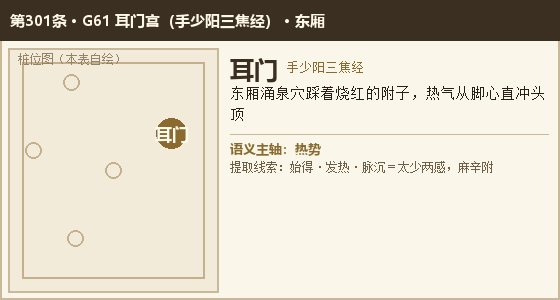 第301条·G61 耳门宫（手少阳三焦经）·东厢
桩位图（本表自绘）
耳门
耳门 手少阳三焦经
东厢涌泉穴踩着烧红的附子，热气从脚心直冲头
顶
语义主轴：热势
提取线索：始得·发热·脉沉＝太少两感，麻辛附